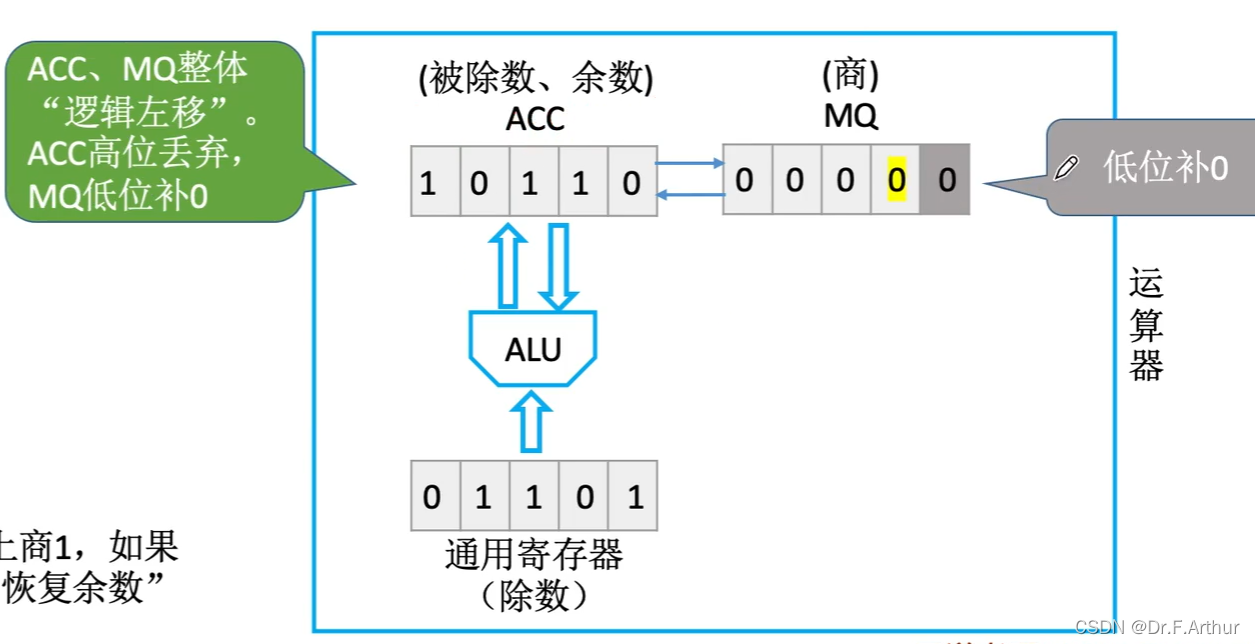 ACC、MQ整体
“逻辑左移”。
ACC高位丢弃，
MQ低位补0
(被除数、余数)
ACC
(商)
MQ
1 0 1 1 0
0 0 0 0 0
低位补0
运算器
ALU
0 1 1 0 1
通用寄存器
（除数）
上商1，如果
恢复余数”
CSDN @Dr.F.Arthur